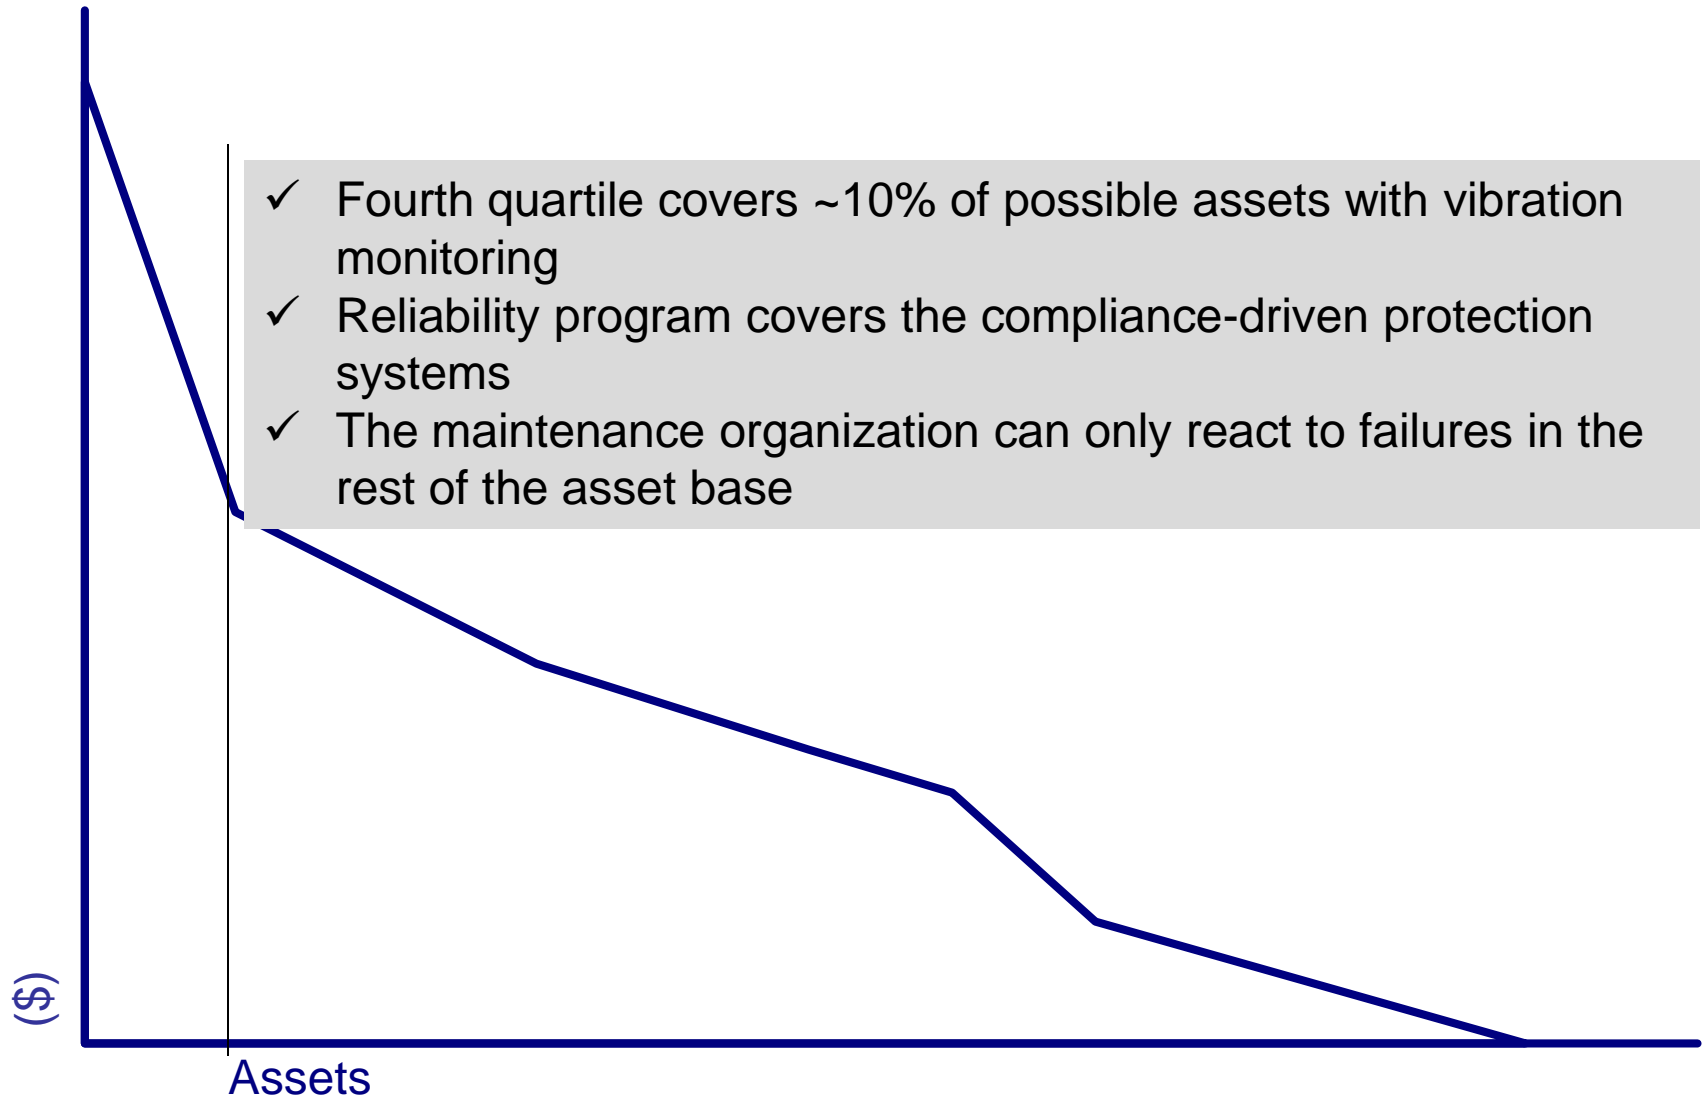 ✓ Fourth quartile covers ~10% of possible assets with vibration
monitoring
✓ Reliability program covers the compliance-driven protection
systems
✓ The maintenance organization can only react to failures in the
rest of the asset base
($)
Assets